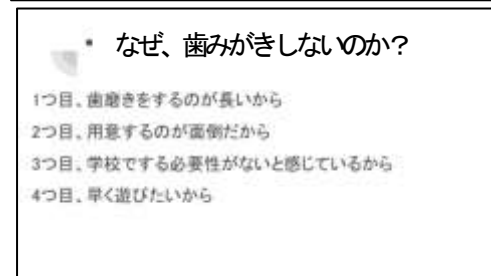 ・ なぜ、歯みがきしないのか？
1つ目、歯磨きをするのが長いから
2つ目、用意するのが面倒だから
3つ目、学校でする必要性がないと感じているから
4つ目、早く遊びたいから